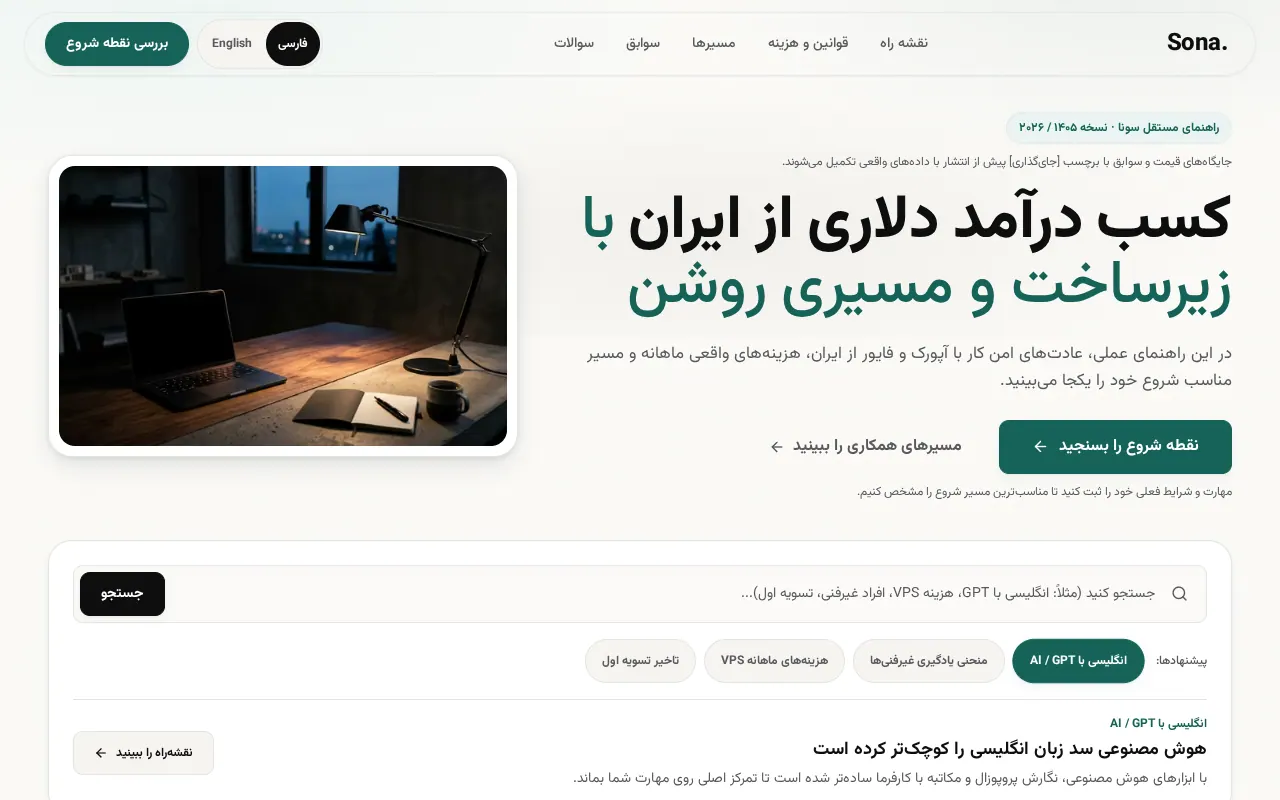 Sona.
نقشه راه
قوانین و هزینه
مسیرها
سوابق
سوالات
فارسی
English
بررسی نقطه شروع
راهنمای مستقل سونا · نسخه ۱۴۰۵ / ۲۰۲۶
جایگاه‌های قیمت و سوابق با برچسب [جای‌گذاری] پیش از انتشار با داده‌های واقعی تکمیل می‌شوند.
کسب درآمد دلاری از ایران با
زیرساخت و مسیری روشن
در این راهنمای عملی، عادت‌های امن کار با آپورک و فایور از ایران، هزینه‌های واقعی ماهانه و مسیر
مناسب شروع خود را یکجا می‌بینید.
نقطه شروع را بسنجید ←
مسیرهای همکاری را ببینید ←
مهارت و شرایط فعلی خود را ثبت کنید تا مناسب‌ترین مسیر شروع را مشخص کنیم.
جستجو کنید (مثلاً: انگلیسی با GPT، هزینه VPS، افراد غیرفنی، تسویه اول)...
جستجو
پیشنهادها:
انگلیسی با AI / GPT
منحنی یادگیری غیرفنی‌ها
هزینه‌های ماهانه VPS
تاخیر تسویه اول
انگلیسی با AI / GPT
هوش مصنوعی سد زبان انگلیسی را کوچک‌تر کرده است
با ابزارهای هوش مصنوعی، نگارش پروپوزال و مکاتبه با کارفرما ساده‌تر شده است تا تمرکز اصلی روی مهارت شما بماند.
نقشه‌راه را ببینید ←